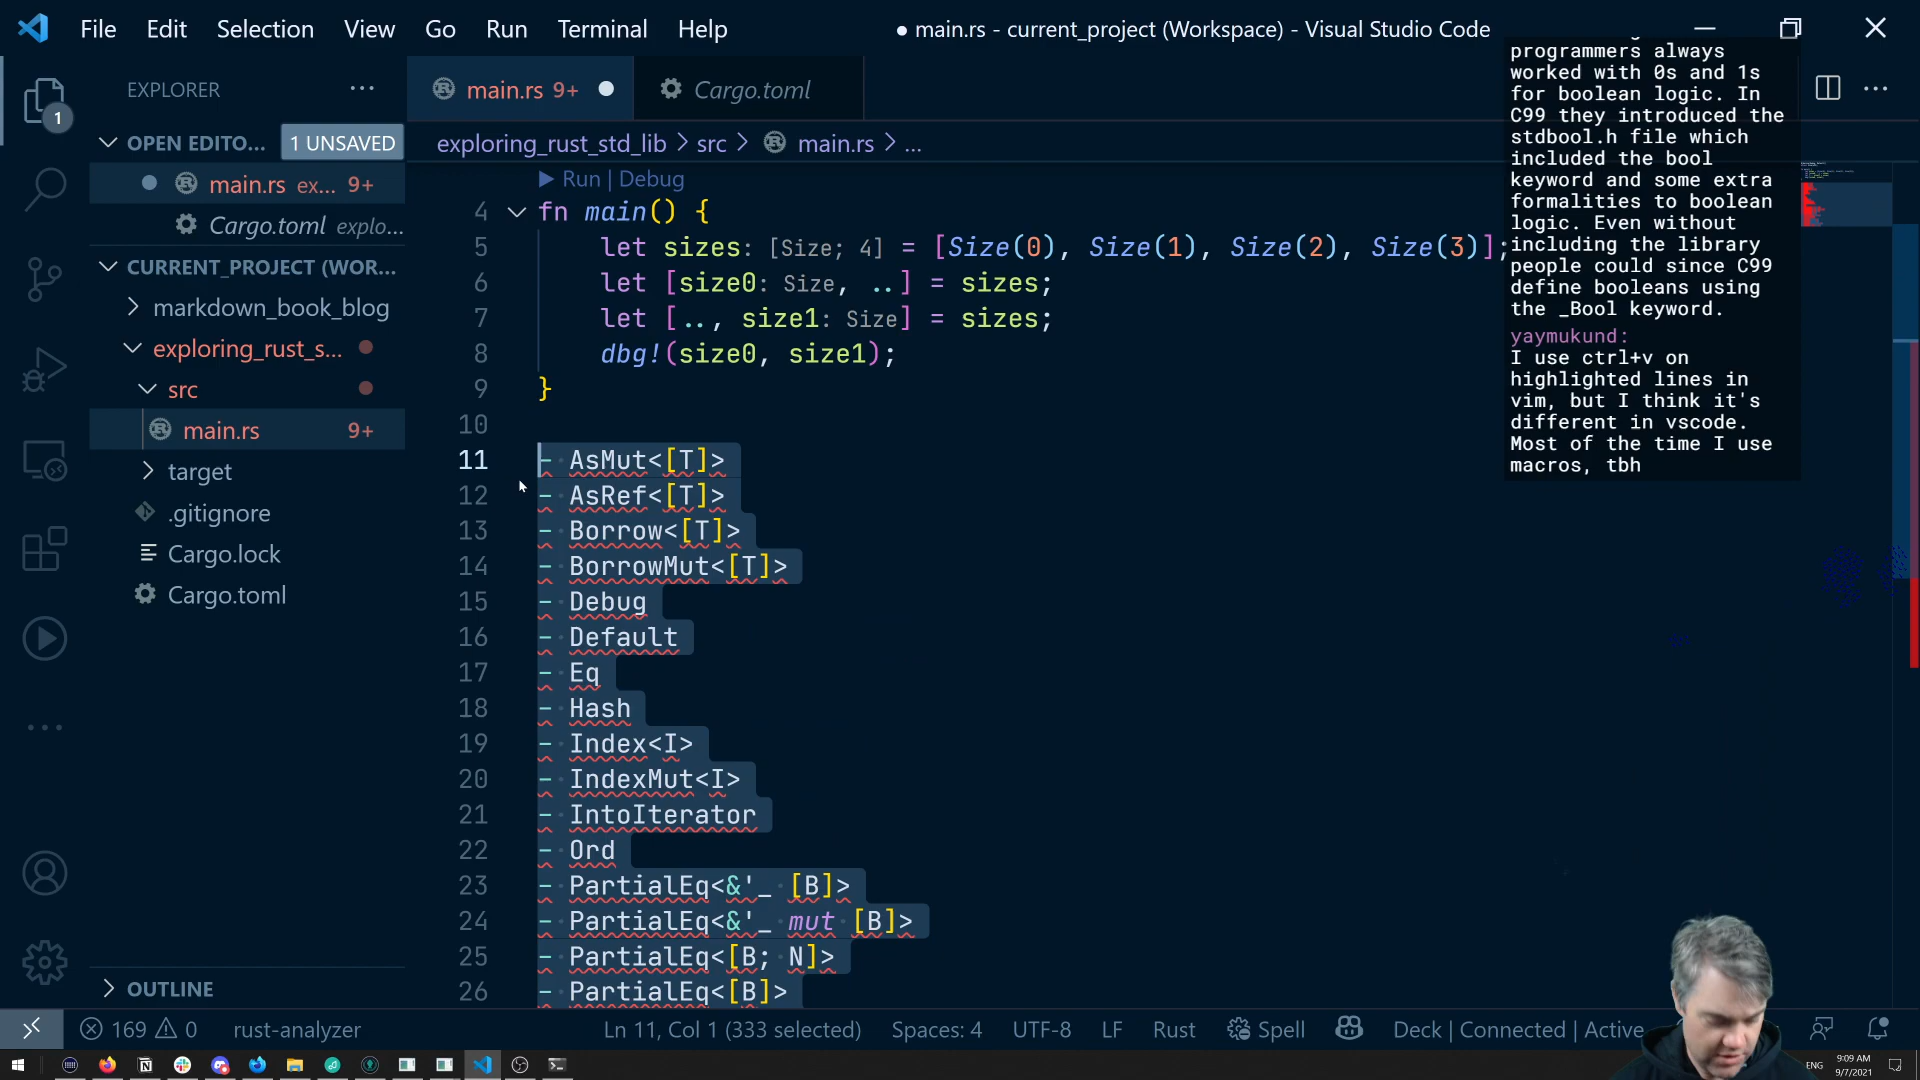 File Edit Selection View Go Run Terminal Help
● main.rs - current_project (Workspace) - Visual Studio Code
EXPLORER
1
OPEN EDITO...
1 UNSAVED
main.rs ex... 9+
Cargo.toml explo...
CURRENT_PROJECT (WOR...
markdown_book_blog
exploring_rust_s...
src
main.rs 9+
target
.gitignore
Cargo.lock
Cargo.toml
OUTLINE
main.rs 9+
Cargo.toml
exploring_rust_std_lib > src > main.rs > ...
Run | Debug
4 fn main() {
5 let sizes: [Size; 4] = [Size(0), Size(1), Size(2), Size(3)];
6 let [size0: Size, ..] = sizes;
7 let [.., size1: Size] = sizes;
8 dbg!(size0, size1);
9 }
10
11 - AsMut<[T]>
12 - AsRef<[T]>
13 - Borrow<[T]>
14 - BorrowMut<[T]>
15 - Debug
16 - Default
17 - Eq
18 - Hash
19 - Index<I>
20 - IndexMut<I>
21 - IntoIterator
22 - Ord
23 - PartialEq<&'_ [B]>
24 - PartialEq<&'_ mut [B]>
25 - PartialEq<[B; N]>
26 - PartialEq<[B]>
programmers always
worked with 0s and 1s
for boolean logic. In
C99 they introduced the
stdbool.h file which
included the bool
keyword and some extra
formalities to boolean
logic. Even without
including the library
people could since C99
define booleans using
the _Bool keyword.
yaymukund:
I use ctrl+v on
highlighted lines in
vim, but I think it's
different in vscode.
Most of the time I use
macros, tbh
169 0 rust-analyzer
Ln 11, Col 1 (333 selected) Spaces: 4 UTF-8 LF Rust Spell Deck | Connected | Active
ENG
9:09 AM
9/7/2021